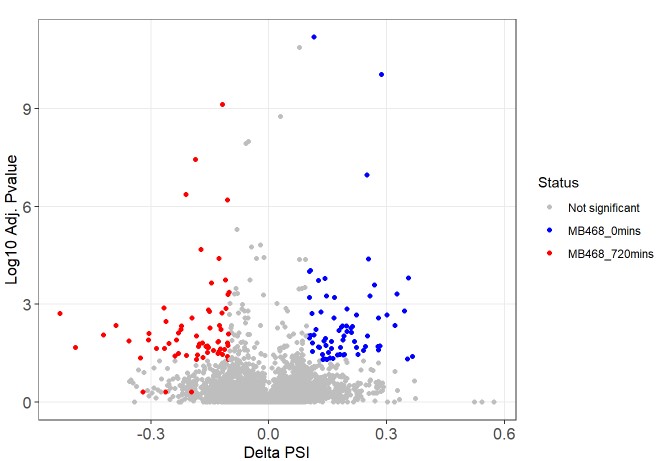 Log10 Adj. Pvalue
9
6
3
0
-0.3
0.0
0.3
0.6
Delta PSI
Status
Not significant
MB468_0mins
MB468_720mins